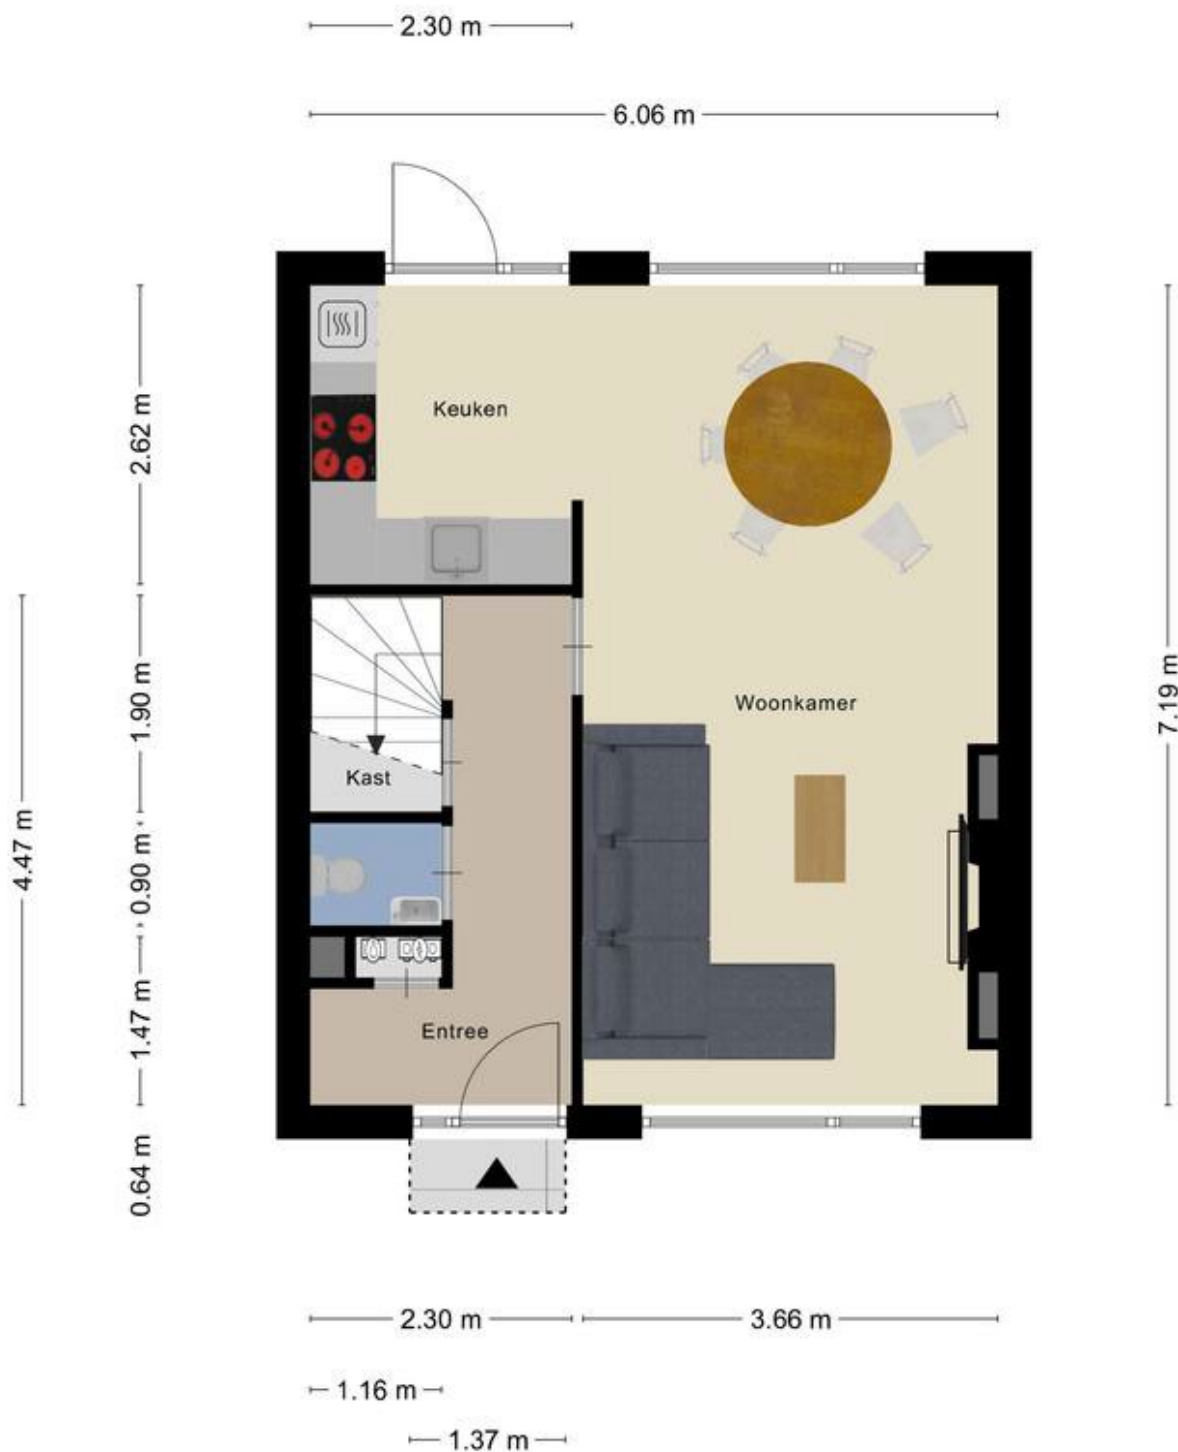 2.30 m
6.06 m
Keuken
2.62 m
Woonkamer
7.19 m
1.90 m
Kast
4.47 m
0.90 m
1.47 m
Entree
0.64 m
2.30 m
3.66 m
1.16 m
1.37 m